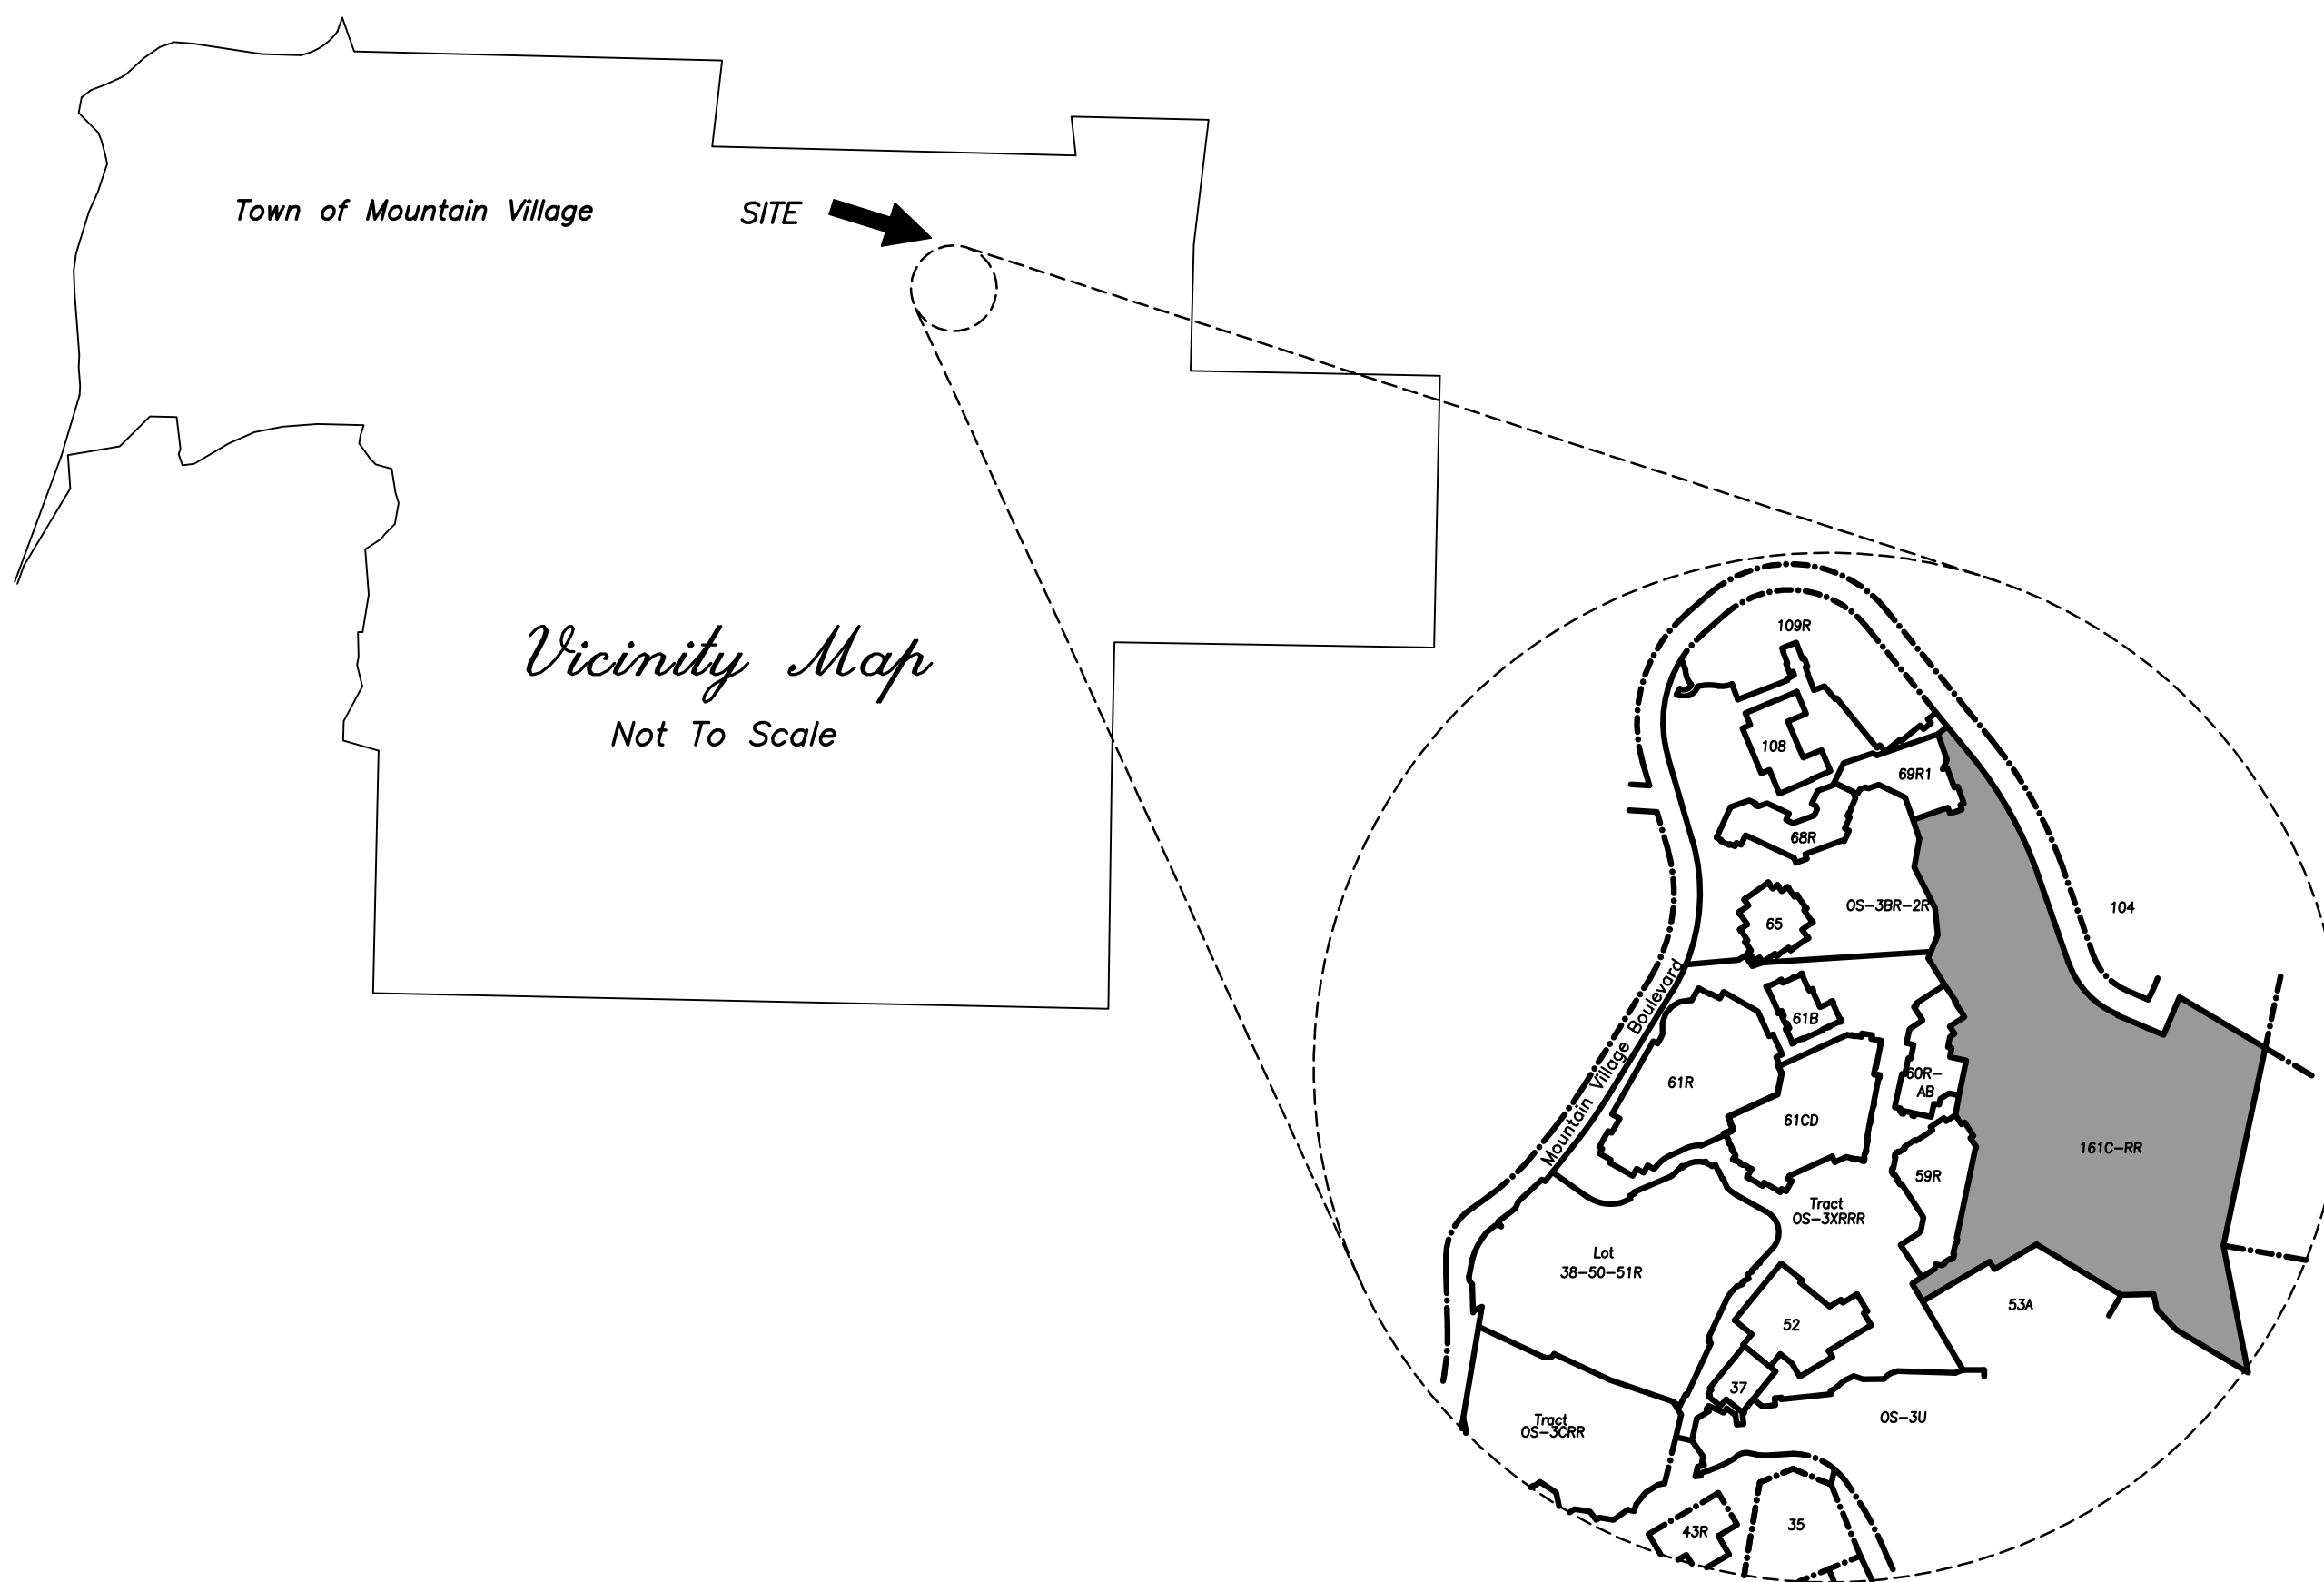 Town of Mountain Village
SITE
Vicinity Map
Not To Scale
109R
108
69R1
68R
65
OS-3BR-2R
104
Mountain Village Boulevard
61B
61R
61CD
60R-
AB
161C-RR
59R
Tract
OS-3XRRR
Lot
38-50-51R
53A
52
37
Tract
OS-3CRR
OS-3U
43R
35